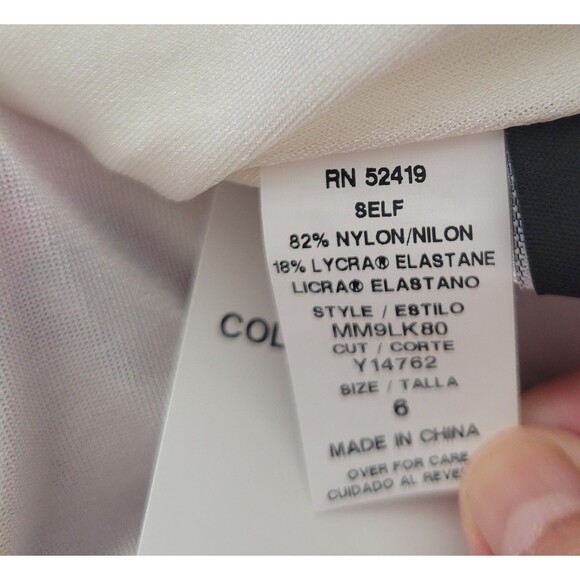 RN 52419
SELF
82% NYLON/NILON
18% LYCRA® ELASTANE
LICRA® ELASTANO
STYLE / ESTILO
MM9LK80
CUT / CORTE
Y14762
SIZE / TALLA
6
MADE IN CHINA
OVER FOR CARE
CUIDADO AL REVE
COL